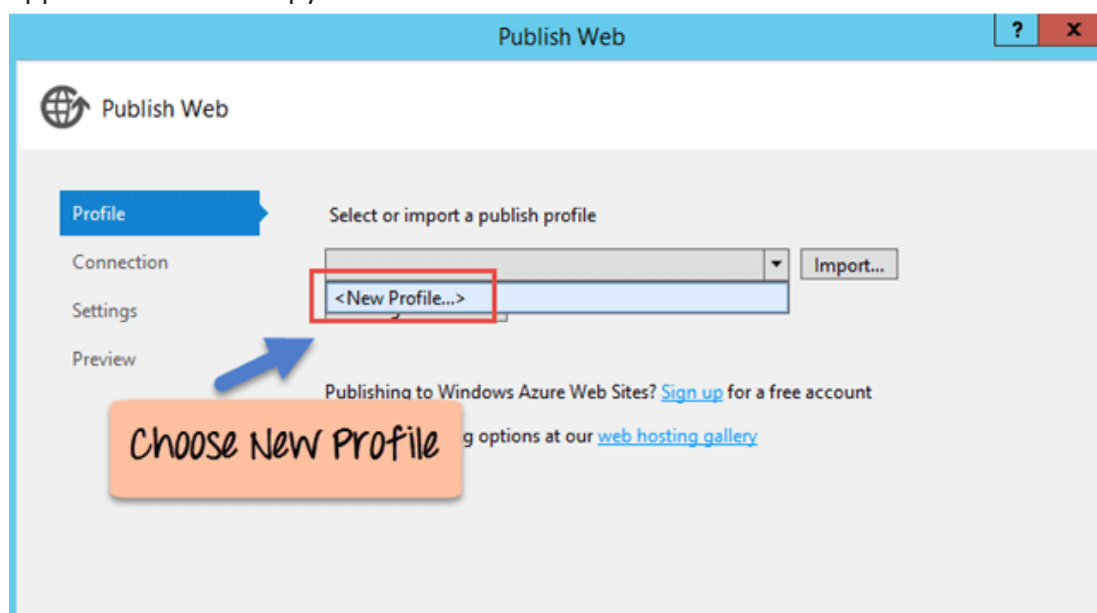 Publish Web
? x
Publish Web
Profile
Select or import a publish profile
Connection
Import...
<New Profile...>
Settings
Preview
Publishing to Windows Azure Web Sites? Sign up for a free account
g options at our web hosting gallery
Choose New Profile